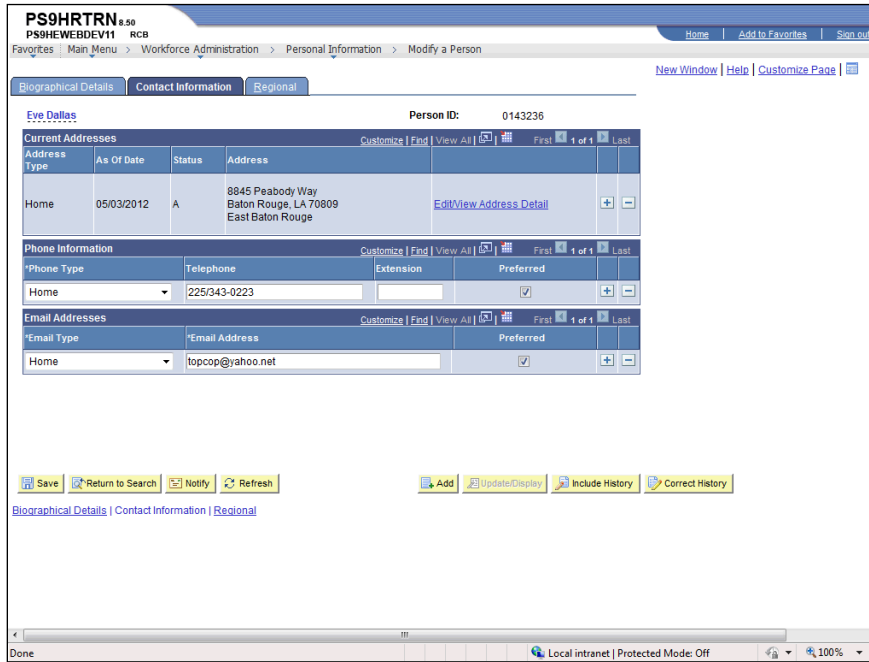 PS9HRTRN 8.50
PS9HEWEBDEV11 RCB
Home | Add to Favorites | Sign out
Favorites Main Menu > Workforce Administration > Personal Information > Modify a Person
New Window | Help | Customize Page |
Biographical Details Contact Information Regional
Eve Dallas Person ID: 0143236
Current Addresses Customize | Find | View All | | First 1 of 1 Last
Address Type As Of Date Status Address
Home 05/03/2012 A 8845 Peabody Way
Baton Rouge, LA 70809
East Baton Rouge
Edit/View Address Detail
Phone Information Customize | Find | View All | | First 1 of 1 Last
*Phone Type Telephone Extension Preferred
Home 225/343-0223
Email Addresses Customize | Find | View All | | First 1 of 1 Last
*Email Type *Email Address Preferred
Home topcop@yahoo.net
Save Return to Search Notify Refresh Add Update/Display Include History Correct History
Biographical Details | Contact Information | Regional
Done Local intranet | Protected Mode: Off 100%